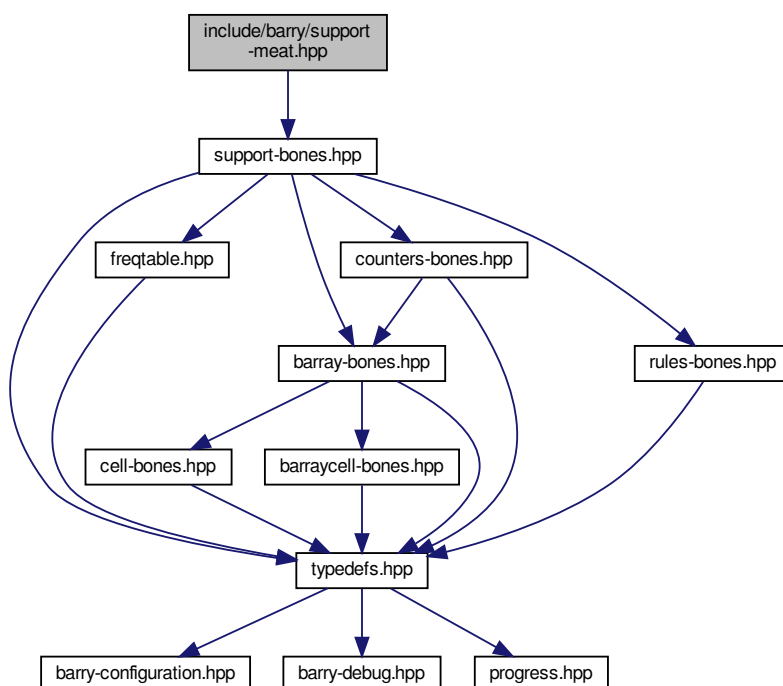 include/barry/support
-meat.hpp
support-bones.hpp
freqtable.hpp
counters-bones.hpp
barray-bones.hpp
rules-bones.hpp
cell-bones.hpp
barraycell-bones.hpp
typedefs.hpp
barry-configuration.hpp
barry-debug.hpp
progress.hpp